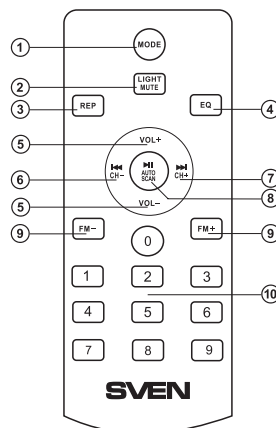 ① MODE
② LIGHT
MUTE
③ REP EQ ④
⑤ VOL+
⑥ ⏮ ⏯ ⏭ ⑦
CH− AUTO CH+
SCAN
⑧
⑤ VOL−
⑨ FM− FM+ ⑨
0
1 2 3
⑩
4 5 6
7 8 9
SVEN